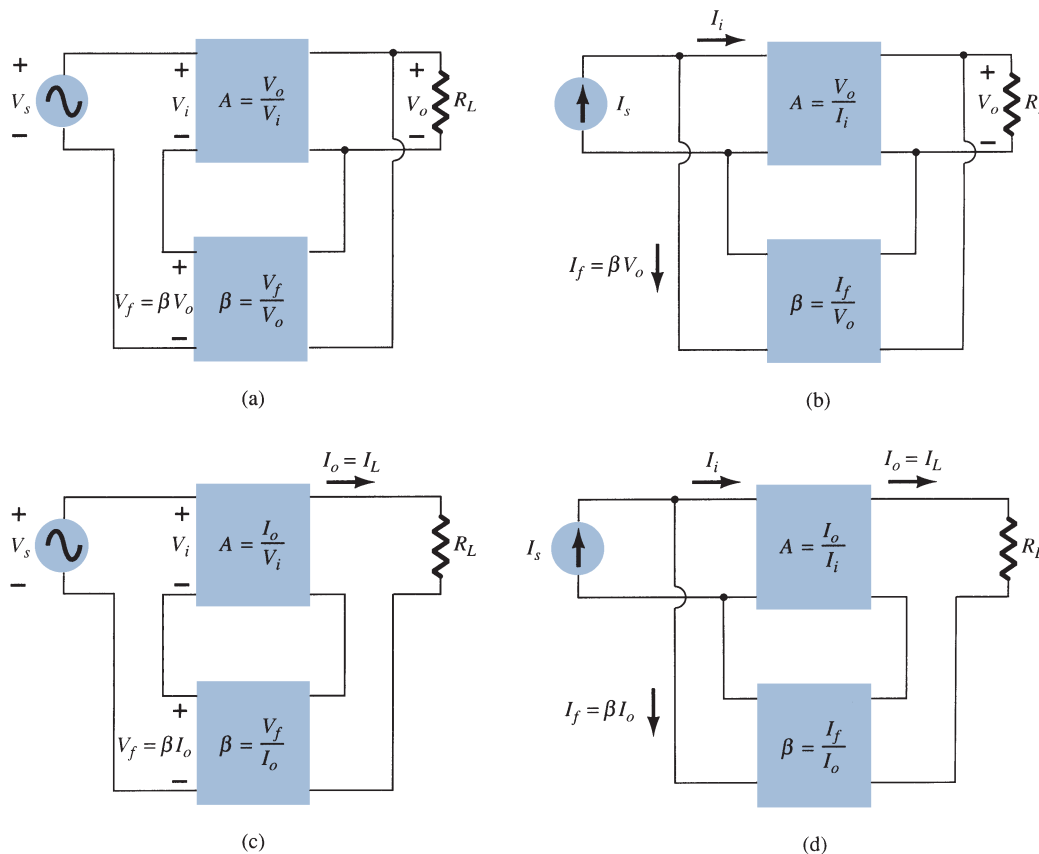 +
V_s
−
+
V_i
−
A = V_o/V_i
+
V_o
−
R_L
+
V_f = βV_o
−
β = V_f/V_o
(a)
I_i
I_s
A = V_o/I_i
+
V_o
−
R
I_f = βV_o
β = I_f/V_o
(b)
I_o = I_L
+
V_s
−
+
V_i
−
A = I_o/V_i
R_L
+
V_f = βI_o
−
β = V_f/I_o
(c)
I_i
I_o = I_L
I_s
A = I_o/I_i
R_L
I_f = βI_o
β = I_f/I_o
(d)